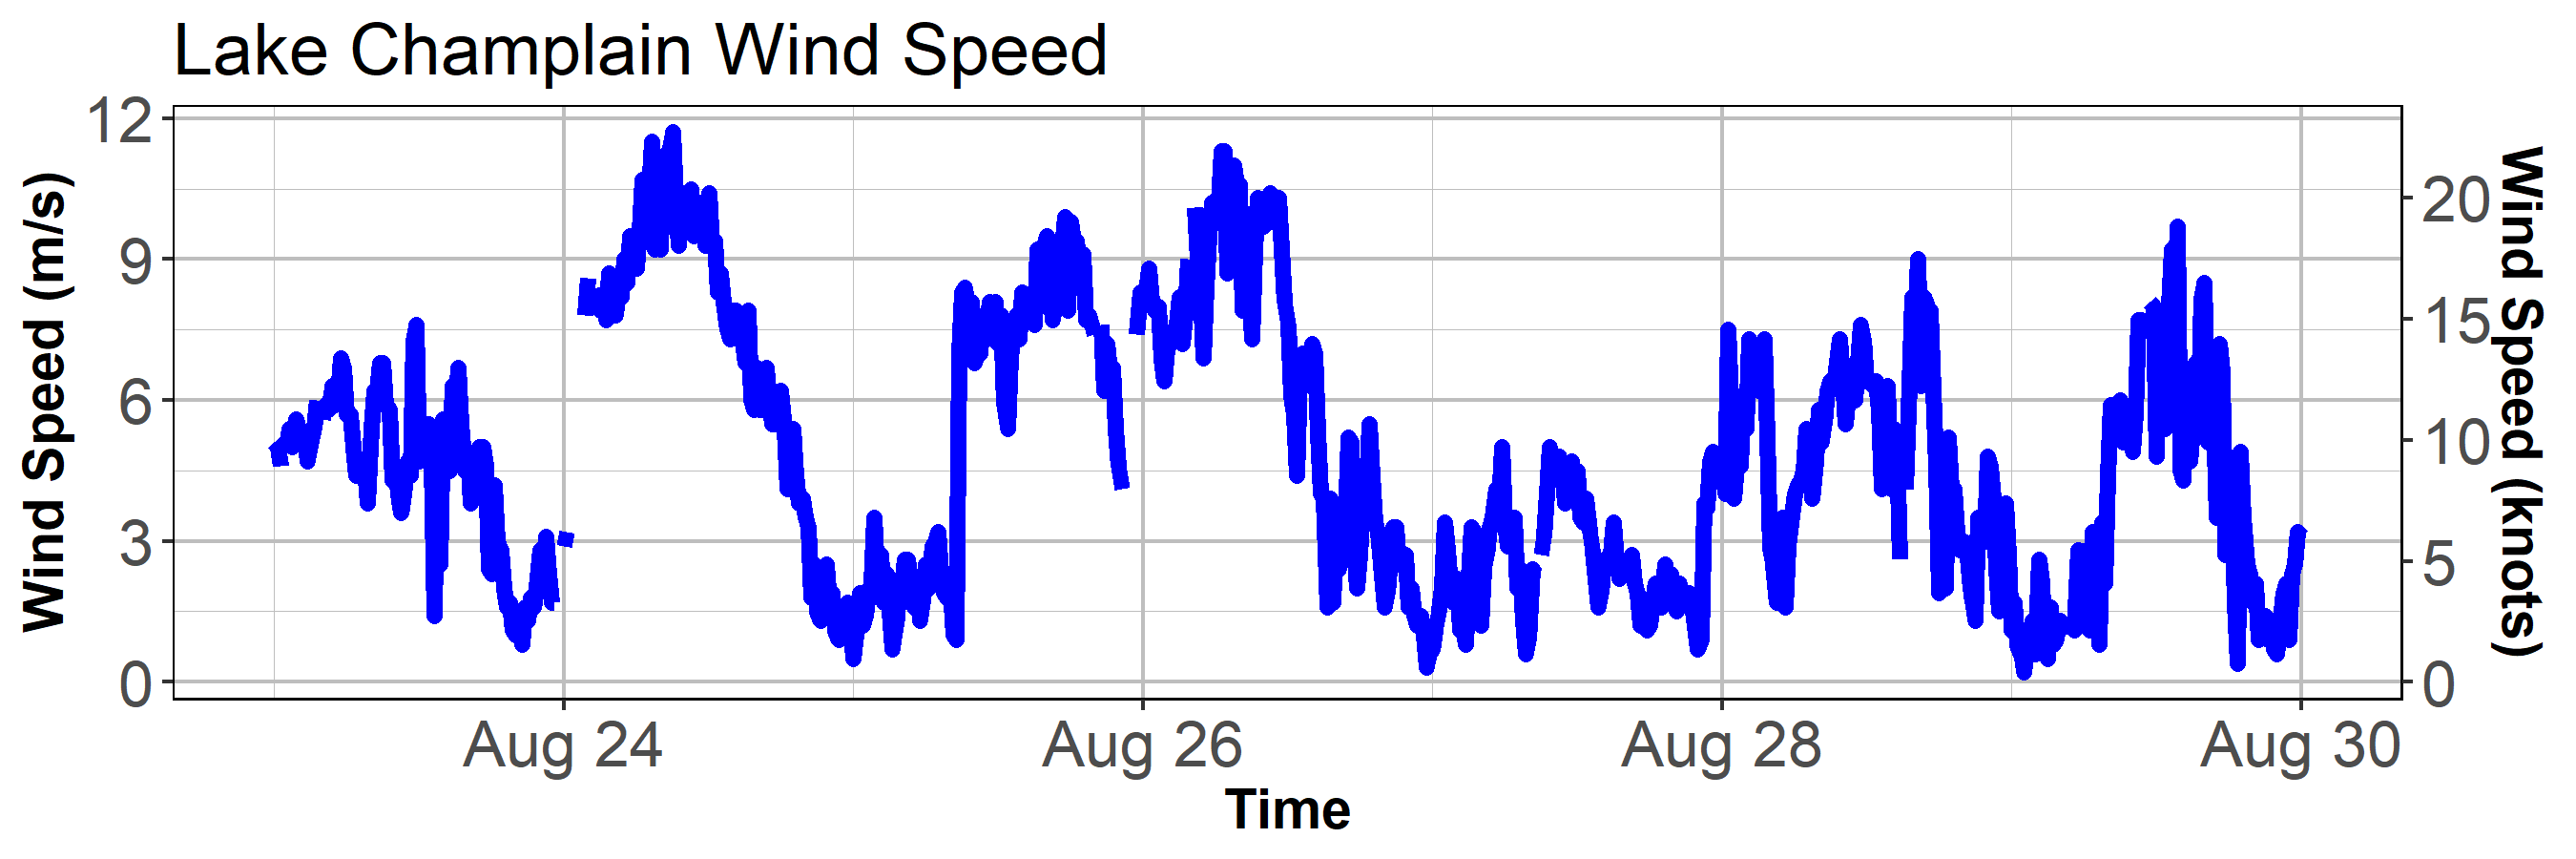 Lake Champlain Wind Speed
12
9
6
3
0
Wind Speed (m/s)
20
15
10
5
0
Wind Speed (knots)
Aug 24 Aug 26 Aug 28 Aug 30
Time